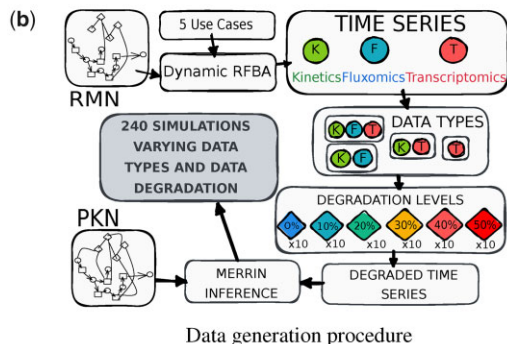 (b)
5 Use Cases
Dynamic RFBA
RMN
TIME SERIES
K F T
Kinetics Fluxomics Transcriptomics
DATA TYPES
K F T
K T
T
K F
240 SIMULATIONS
VARYING DATA
TYPES AND DATA
DEGRADATION
DEGRADATION LEVELS
0% 10% 20% 30% 40% 50%
x10 x10 x10 x10 x10 x10
PKN
MERRIN
INFERENCE
DEGRADED TIME
SERIES
Data generation procedure